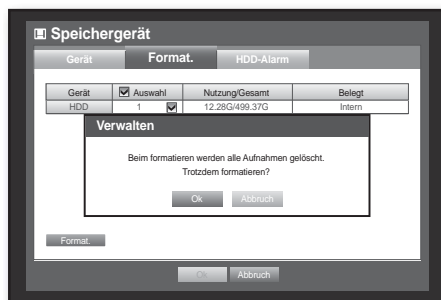 Speichergerät
Gerät Format. HDD-Alarm
Gerät Auswahl Nutzung/Gesamt Belegt
HDD 1 12.28G/499.37G Intern
Verwalten
Beim formatieren werden alle Aufnahmen gelöscht.
Trotzdem formatieren?
Ok Abbruch
Format.
Ok Abbruch